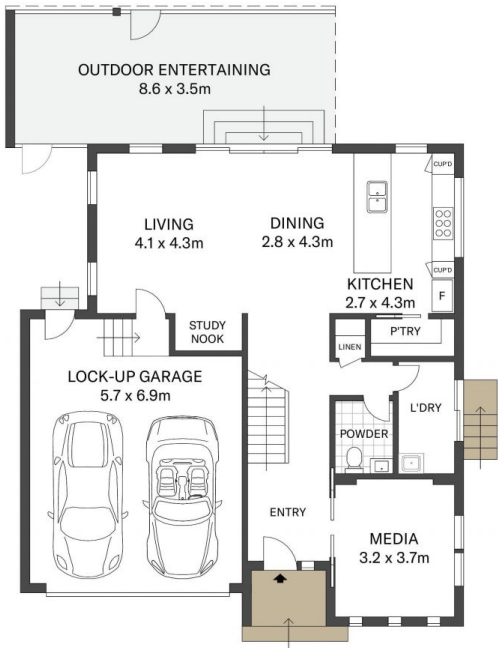 OUTDOOR ENTERTAINING
8.6 x 3.5m
CUP'D
LIVING
4.1 x 4.3m
DINING
2.8 x 4.3m
CUP'D
KITCHEN
2.7 x 4.3m
F
STUDY
NOOK
LINEN
P'TRY
LOCK-UP GARAGE
5.7 x 6.9m
L'DRY
POWDER
ENTRY
MEDIA
3.2 x 3.7m